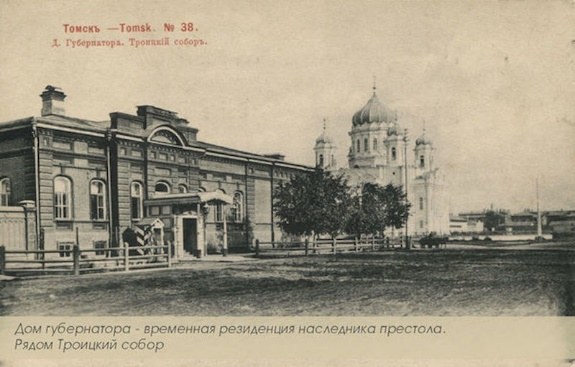 Томскъ —Tomsk. № 38.
Д. Губернатора. Троицкій соборъ.
Дом губернатора - временная резиденция наследника престола.
Рядом Троицкий собор